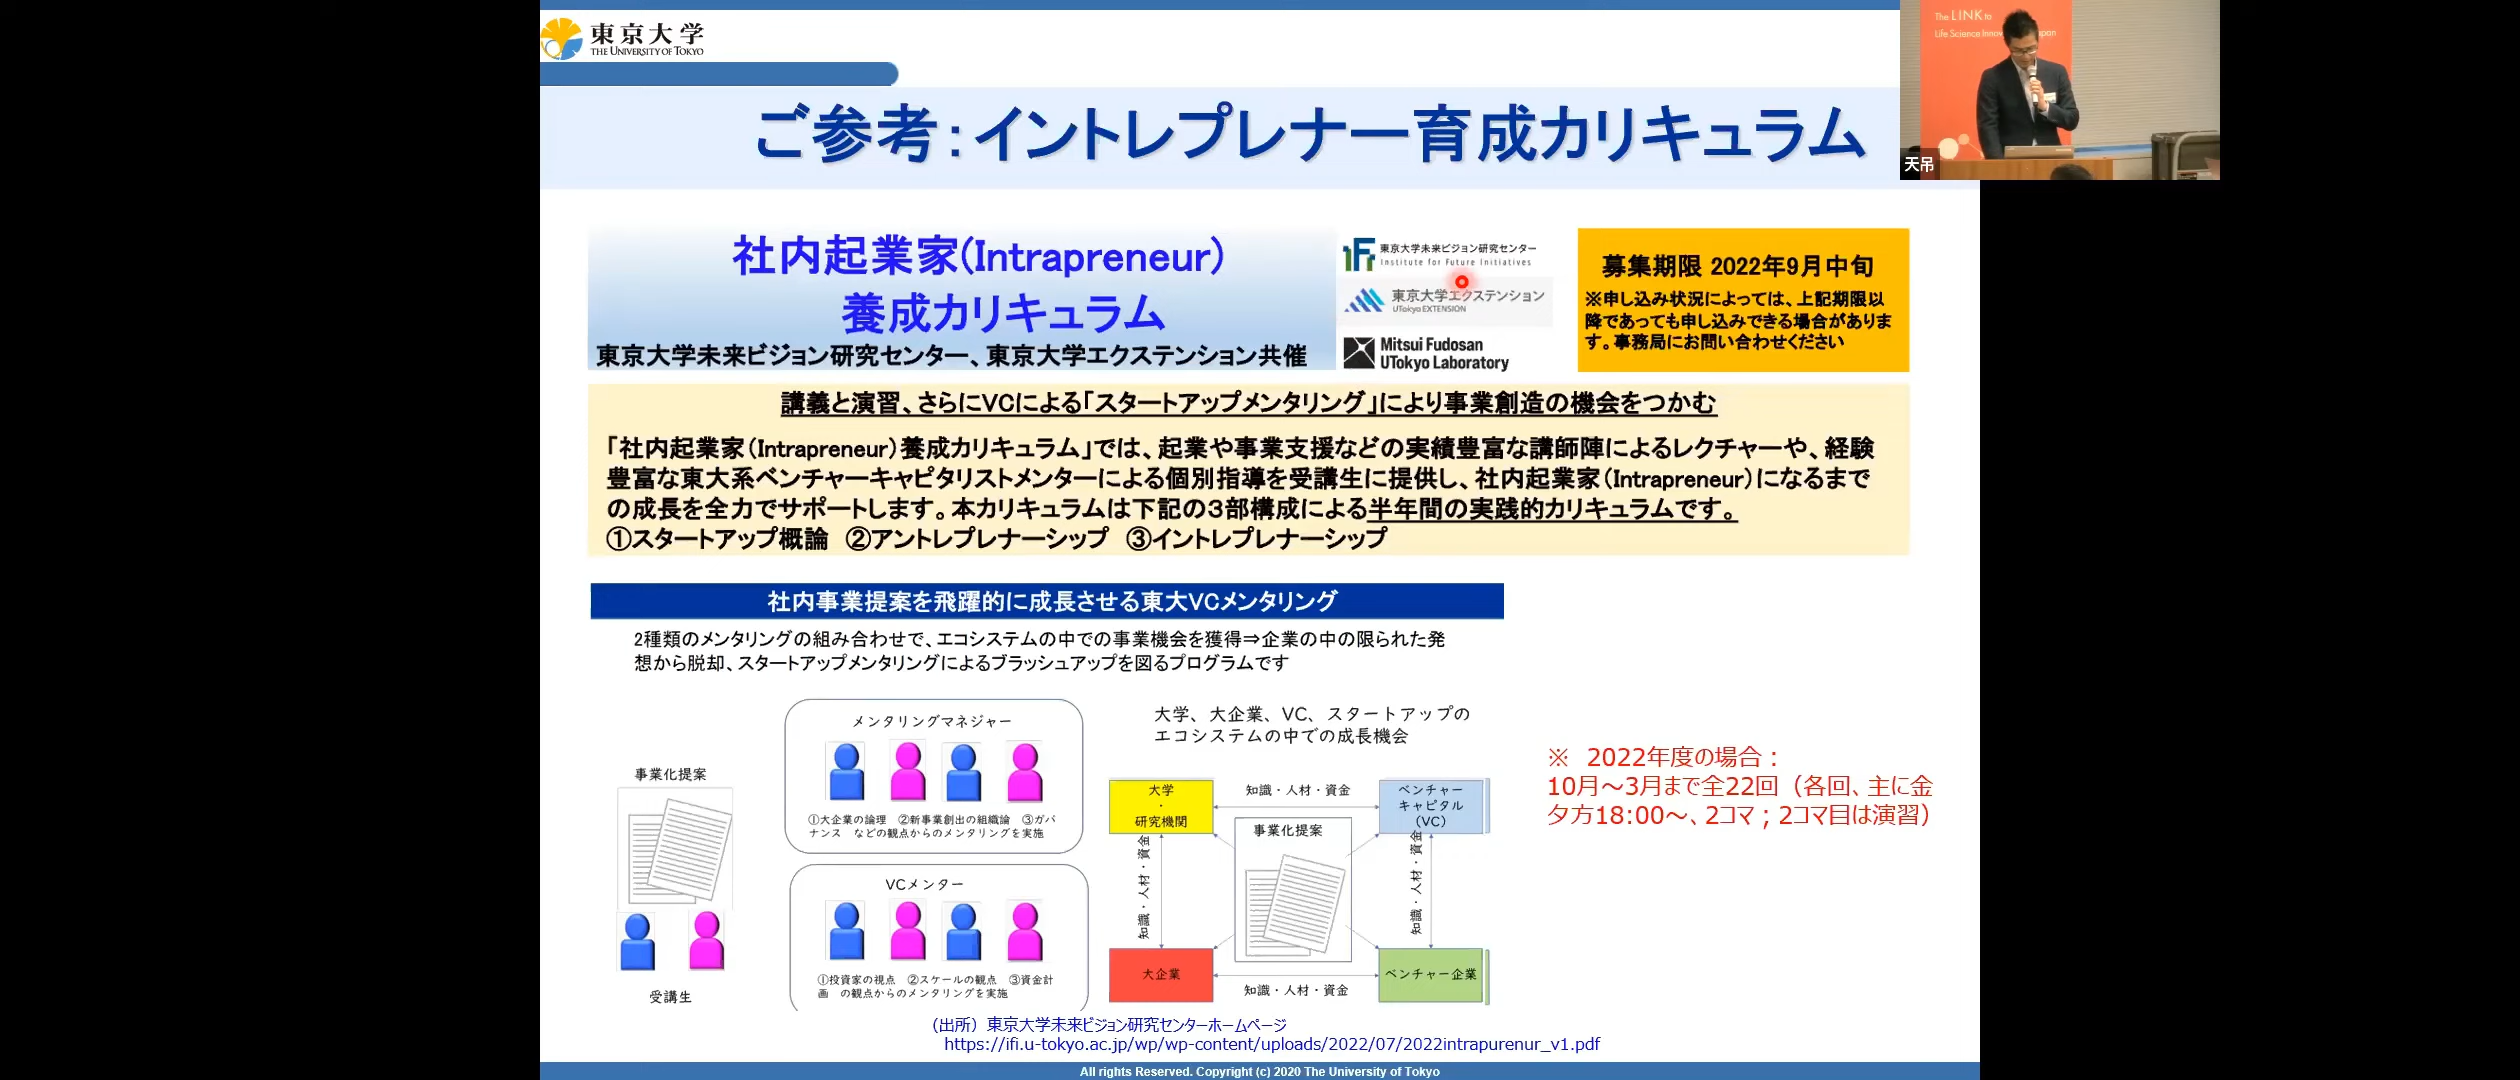 東京大学
THE UNIVERSITY OF TOKYO
The LINK to
Life Science
天吊
ご参考：イントレプレナー育成カリキュラム
社内起業家(Intrapreneur)
養成カリキュラム
東京大学未来ビジョン研究センター、東京大学エクステンション共催
東京大学未来ビジョン研究センター
Institute for Future Initiatives
東京大学エクステンション
UTokyo EXTENSION
Mitsui Fudosan
UTokyo Laboratory
募集期限 2022年9月中旬
※申し込み状況によっては、上記期限以
降であっても申し込みできる場合がありま
す。事務局にお問い合わせください
講義と演習、さらにVCによる「スタートアップメンタリング」により事業創造の機会をつかむ
「社内起業家（Intrapreneur）養成カリキュラム」では、起業や事業支援などの実績豊富な講師陣によるレクチャーや、経験
豊富な東大系ベンチャーキャピタリストメンターによる個別指導を受講生に提供し、社内起業家（Intrapreneur）になるまで
の成長を全力でサポートします。本カリキュラムは下記の３部構成による半年間の実践的カリキュラムです。
①スタートアップ概論　②アントレプレナーシップ　③イントレプレナーシップ
社内事業提案を飛躍的に成長させる東大VCメンタリング
2種類のメンタリングの組み合わせで、エコシステムの中での事業機会を獲得⇒企業の中の限られた発
想から脱却、スタートアップメンタリングによるブラッシュアップを図るプログラムです
事業化提案
受講生
メンタリングマネジャー
①大企業の論理　②新事業創出の組織論　③ガバ
ナンス　などの観点からのメンタリングを実施
VCメンター
①投資家の視点　②スケールの観点　③資金計
画　の観点からのメンタリングを実施
大学、大企業、VC、スタートアップの
エコシステムの中での成長機会
大学
・
研究機関
知識・人材・資金
ベンチャー
キャピタル
（VC）
事業化提案
知識・人材・資金
知識・人材・資金
大企業
知識・人材・資金
ベンチャー企業
※　2022年度の場合：
10月～3月まで全22回（各回、主に金
夕方18:00～、2コマ；2コマ目は演習）
（出所）東京大学未来ビジョン研究センターホームページ
https://ifi.u-tokyo.ac.jp/wp/wp-content/uploads/2022/07/2022intrapurenur_v1.pdf
All rights Reserved. Copyright (c) 2020 The University of Tokyo